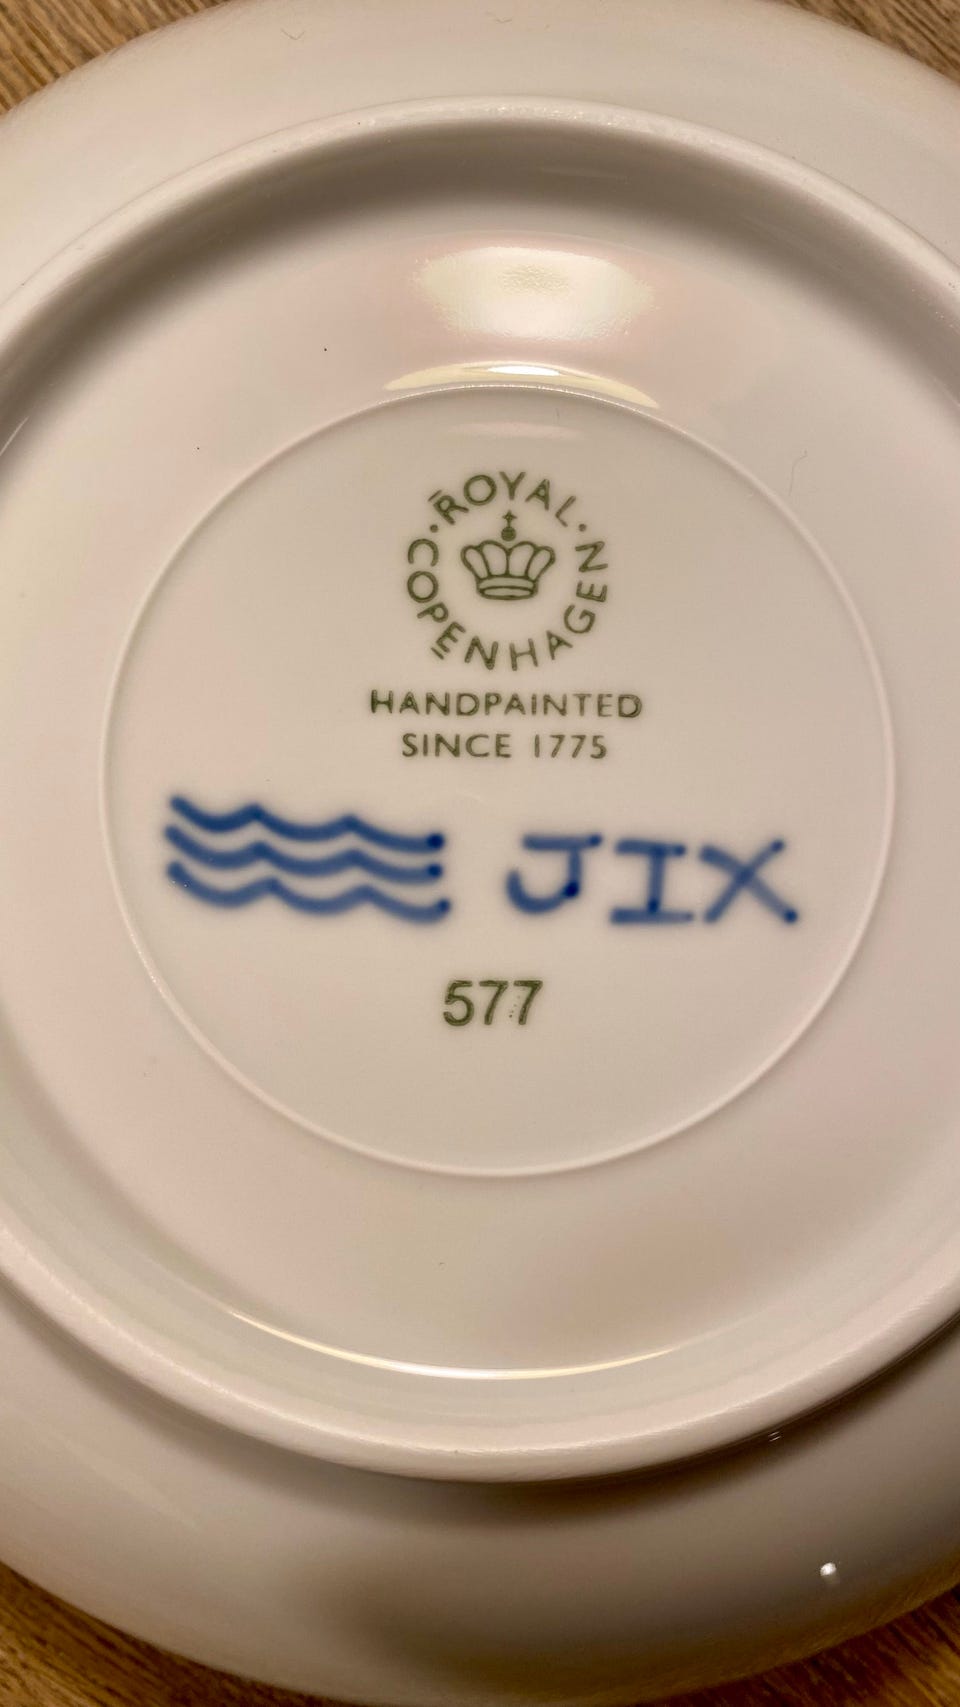 ROYAL
COPENHAGEN
HANDPAINTED
SINCE 1775
JIX
577